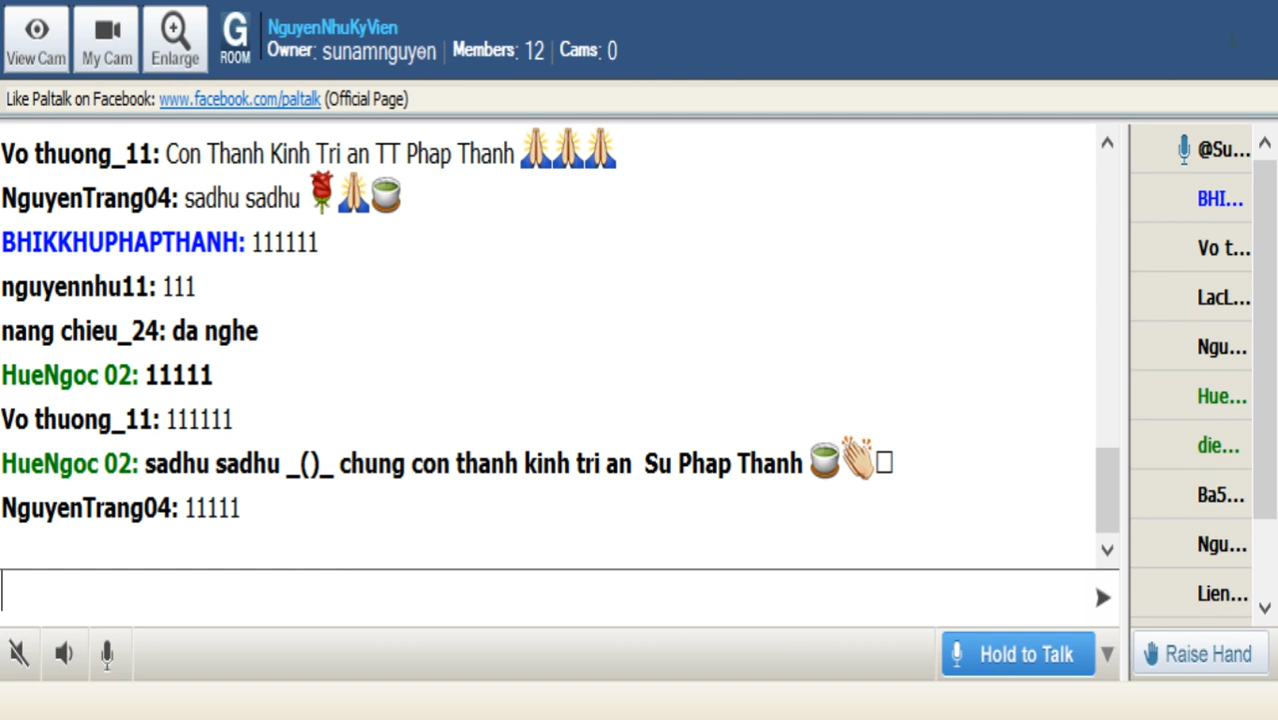 View Cam My Cam Enlarge G ROOM NguyenNhuKyVien
Owner: sunamnguyen | Members: 12 | Cams: 0
Like Paltalk on Facebook: www.facebook.com/paltalk (Official Page)
Vo thuong_11: Con Thanh Kinh Tri an TT Phap Thanh 🙏🙏🙏
NguyenTrang04: sadhu sadhu 🌹🙏🍵
BHIKKHUPHAPTHANH: 111111
nguyennhu11: 111
nang chieu_24: da nghe
HueNgoc 02: 11111
Vo thuong_11: 111111
HueNgoc 02: sadhu sadhu _()_ chung con thanh kinh tri an  Su Phap Thanh 🍵👏□
NguyenTrang04: 11111
@Su...
BHI...
Vo t...
LacL...
Ngu...
Hue...
die...
Ba5...
Ngu...
Lien...
Hold to Talk
Raise Hand